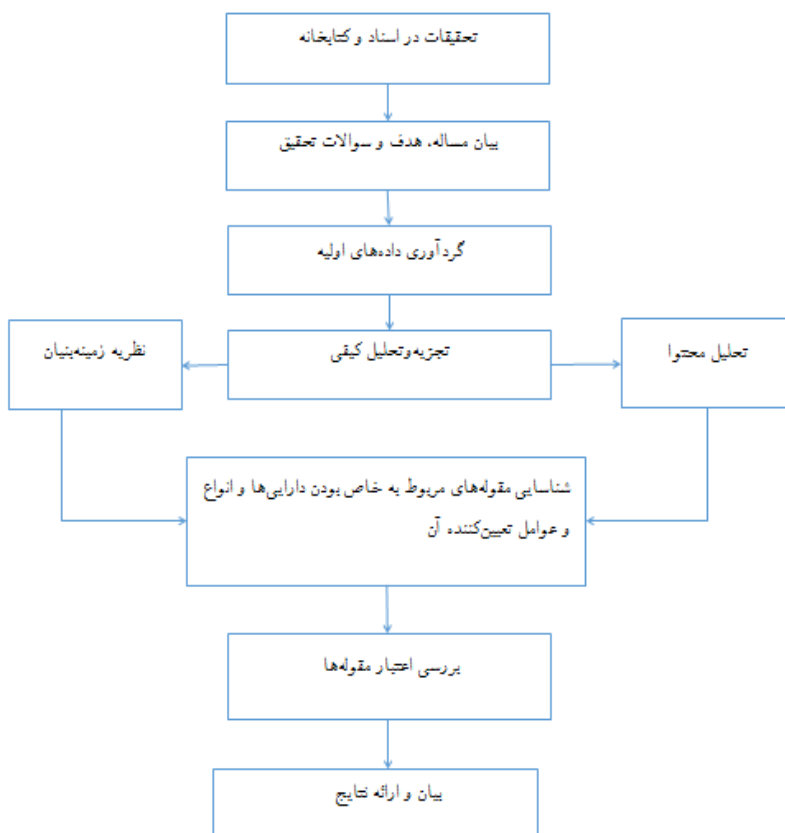 تحقیقات در اسناد و کتابخانه
بیان مساله، هدف و سوالات تحقیق
گردآوری داده‌های اولیه
نظریه زمینه‌بنیان
تجزیه‌وتحلیل کیفی
تحلیل محتوا
شناسایی مقوله‌های مربوط به خاص بودن دارایی‌ها و انواع
و عوامل تعیین‌کننده آن
بررسی اعتبار مقوله‌ها
بیان و ارائه نتایج